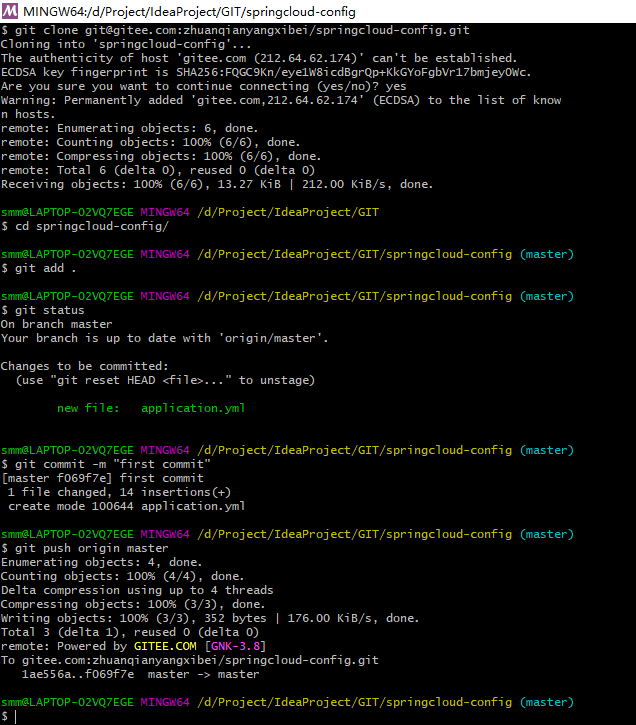 MINGW64:/d/Project/IdeaProject/GIT/springcloud-config
$ git clone git@gitee.com:zhuanqianyangxibei/springcloud-config.git
Cloning into 'springcloud-config'...
The authenticity of host 'gitee.com (212.64.62.174)' can't be established.
ECDSA key fingerprint is SHA256:FQGC9Kn/eye1W8icdBgrQp+KkGYoFgbVr17bmjey0Wc.
Are you sure you want to continue connecting (yes/no)? yes
Warning: Permanently added 'gitee.com,212.64.62.174' (ECDSA) to the list of know
n hosts.
remote: Enumerating objects: 6, done.
remote: Counting objects: 100% (6/6), done.
remote: Compressing objects: 100% (6/6), done.
remote: Total 6 (delta 0), reused 0 (delta 0)
Receiving objects: 100% (6/6), 13.27 KiB | 212.00 KiB/s, done.
smm@LAPTOP-02VQ7EGE MINGW64 /d/Project/IdeaProject/GIT
$ cd springcloud-config/
smm@LAPTOP-02VQ7EGE MINGW64 /d/Project/IdeaProject/GIT/springcloud-config (master)
$ git add .
smm@LAPTOP-02VQ7EGE MINGW64 /d/Project/IdeaProject/GIT/springcloud-config (master)
$ git status
On branch master
Your branch is up to date with 'origin/master'.
Changes to be committed:
(use "git reset HEAD <file>..." to unstage)
new file:   application.yml
smm@LAPTOP-02VQ7EGE MINGW64 /d/Project/IdeaProject/GIT/springcloud-config (master)
$ git commit -m "first commit"
[master f069f7e] first commit
1 file changed, 14 insertions(+)
create mode 100644 application.yml
smm@LAPTOP-02VQ7EGE MINGW64 /d/Project/IdeaProject/GIT/springcloud-config (master)
$ git push origin master
Enumerating objects: 4, done.
Counting objects: 100% (4/4), done.
Delta compression using up to 4 threads
Compressing objects: 100% (3/3), done.
Writing objects: 100% (3/3), 352 bytes | 176.00 KiB/s, done.
Total 3 (delta 1), reused 0 (delta 0)
remote: Powered by GITEE.COM [GNK-3.8]
To gitee.com:zhuanqianyangxibei/springcloud-config.git
1ae556a..f069f7e  master -> master
smm@LAPTOP-02VQ7EGE MINGW64 /d/Project/IdeaProject/GIT/springcloud-config (master)
$